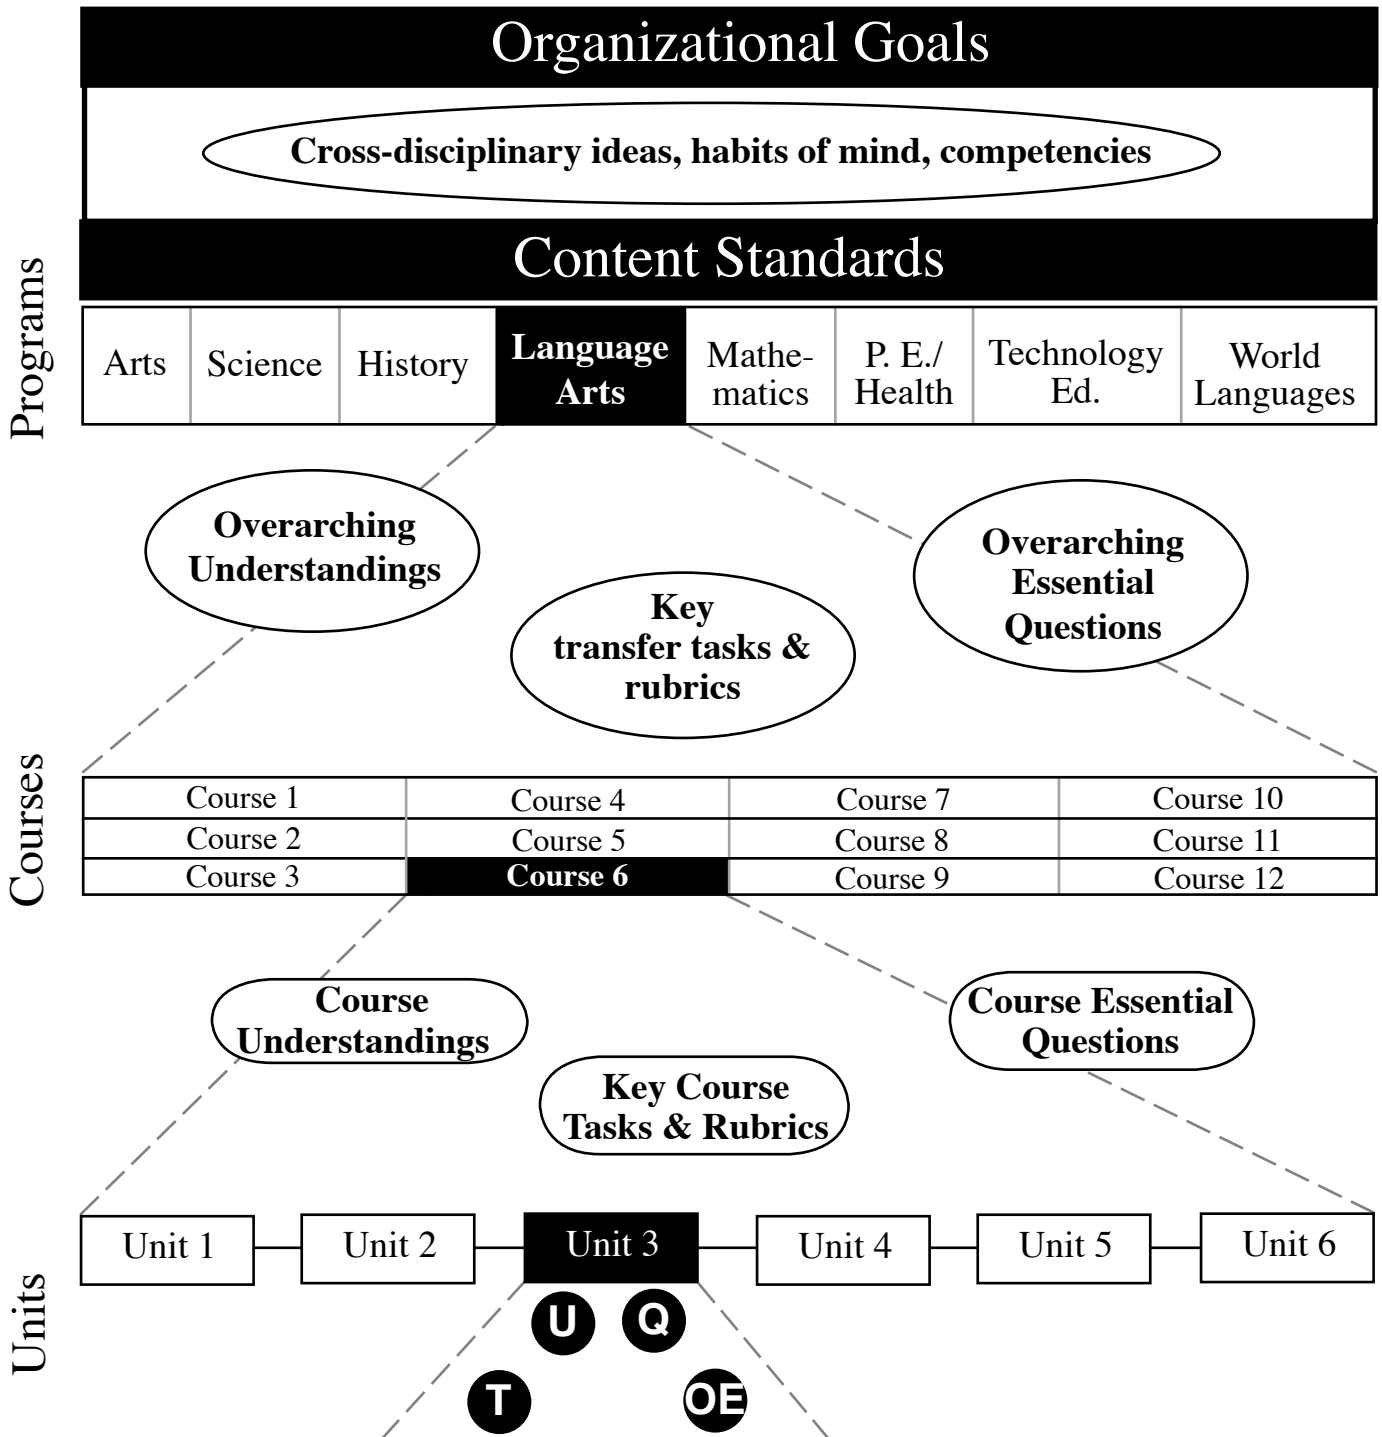 Organizational Goals
Cross-disciplinary ideas, habits of mind, competencies
Content Standards
Programs
Arts
Science
History
Language
Arts
Mathe-
matics
P. E./
Health
Technology
Ed.
World
Languages
Overarching
Understandings
Key
transfer tasks &
rubrics
Overarching
Essential
Questions
Courses
Course 1
Course 4
Course 7
Course 10
Course 2
Course 5
Course 8
Course 11
Course 3
Course 6
Course 9
Course 12
Course
Understandings
Key Course
Tasks & Rubrics
Course Essential
Questions
Units
Unit 1
Unit 2
Unit 3
Unit 4
Unit 5
Unit 6
U
Q
T
OE